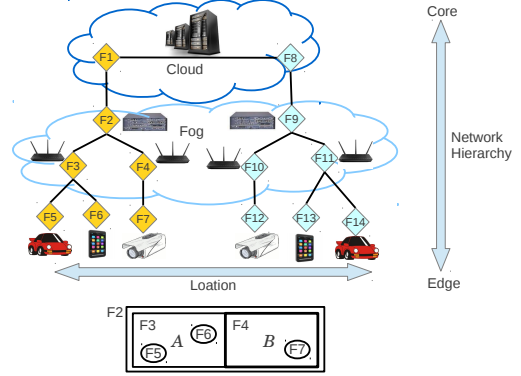 Core
F1
F8
Cloud
F2
Fog
F9
Network
Hierarchy
F3
F4
F10
F11
F5
F6
F7
F12
F13
F14
Loation
Edge
F2
F3
F4
F6
A
B
F5
F7